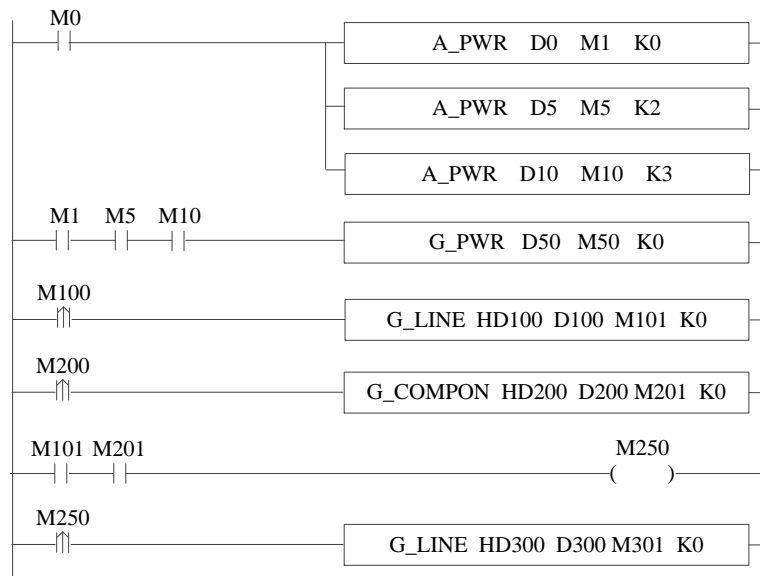 M0
A_PWR D0 M1 K0
A_PWR D5 M5 K2
A_PWR D10 M10 K3
M1 M5 M10
G_PWR D50 M50 K0
M100
G_LINE HD100 D100 M101 K0
M200
G_COMPON HD200 D200 M201 K0
M101 M201
M250
( )
M250
G_LINE HD300 D300 M301 K0